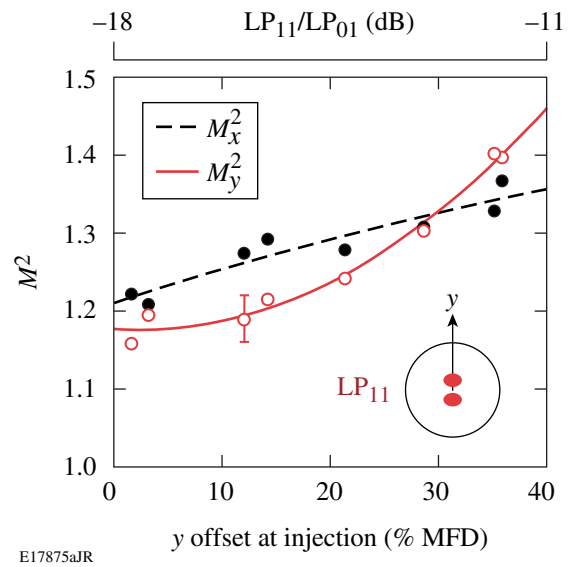 –18 LP11/LP01 (dB) –11
1.5
1.4
1.3
1.2
1.1
1.0
M²
M²x
M²y
y
LP11
0 10 20 30 40
y offset at injection (% MFD)
E17875aJR